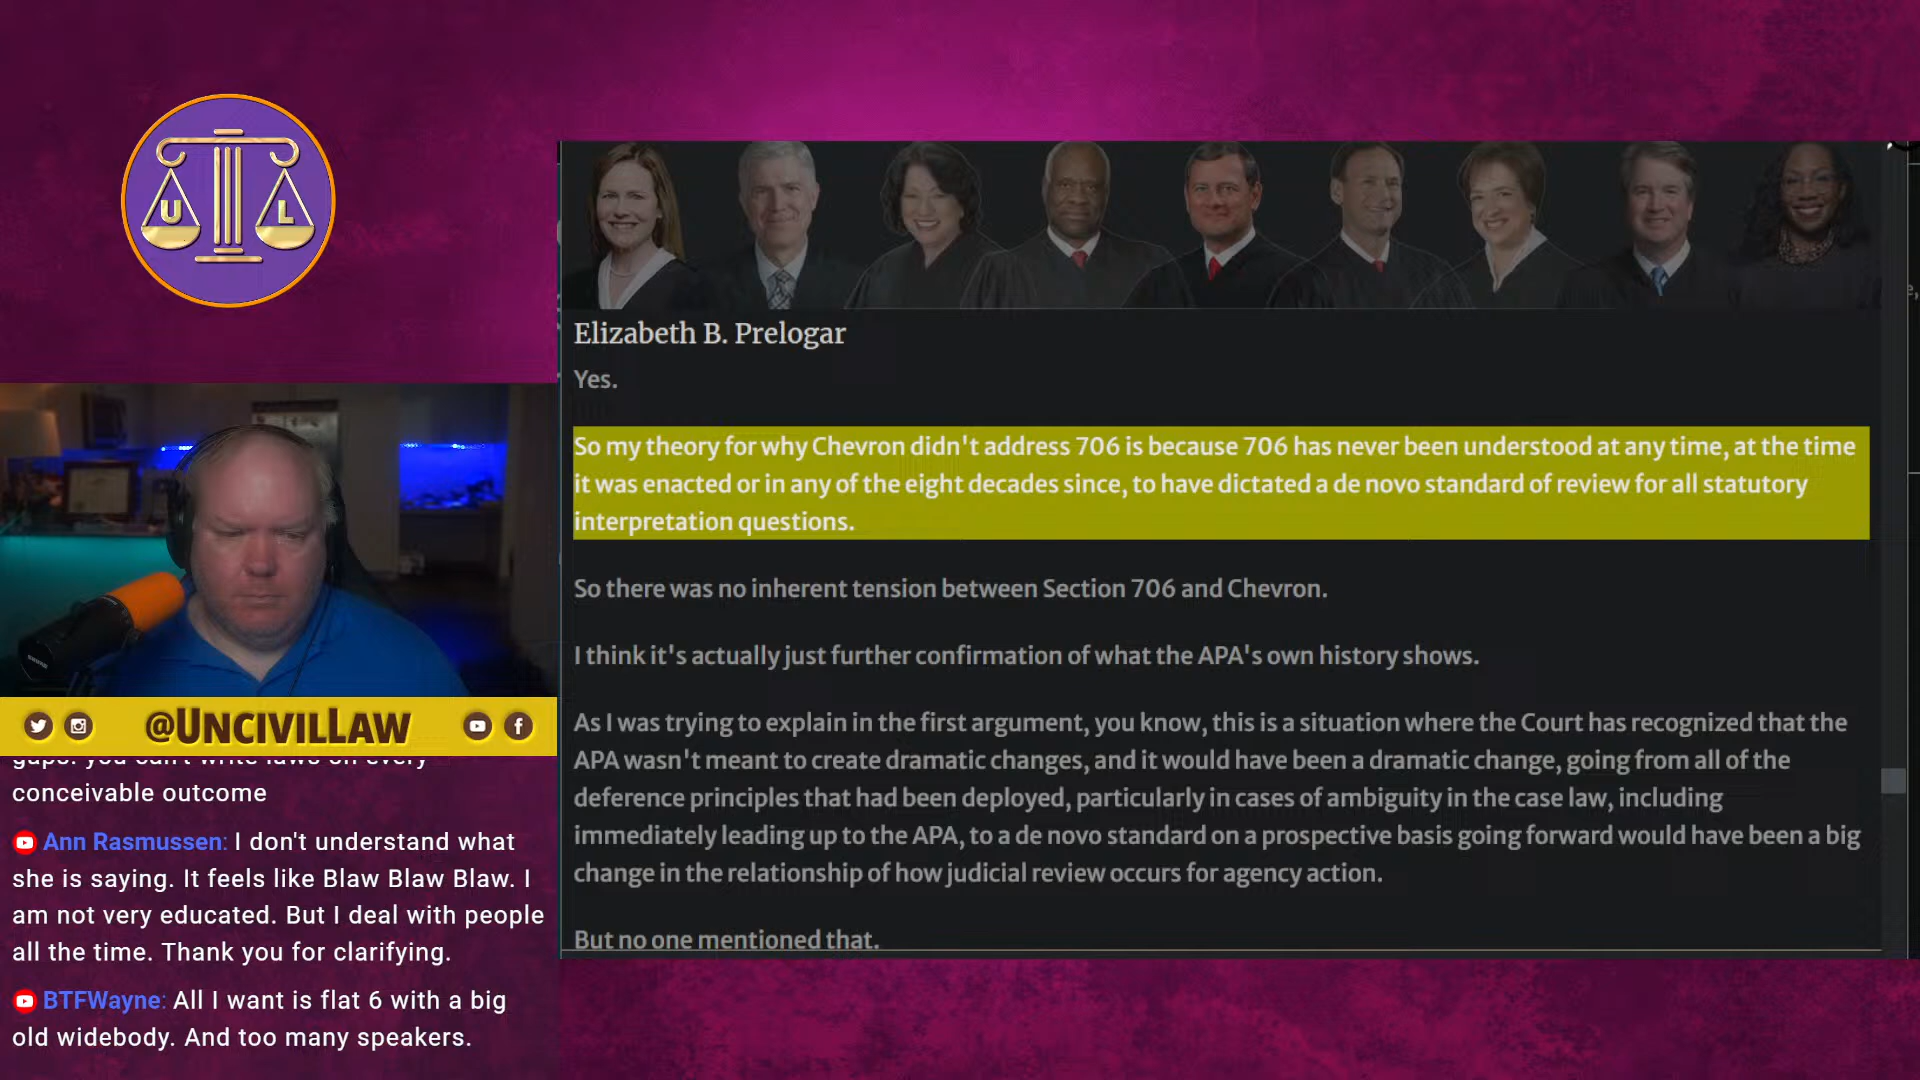 U L
Elizabeth B. Prelogar
Yes.
So my theory for why Chevron didn't address 706 is because 706 has never been understood at any time, at the time
it was enacted or in any of the eight decades since, to have dictated a de novo standard of review for all statutory
interpretation questions.
So there was no inherent tension between Section 706 and Chevron.
I think it's actually just further confirmation of what the APA's own history shows.
As I was trying to explain in the first argument, you know, this is a situation where the Court has recognized that the
APA wasn't meant to create dramatic changes, and it would have been a dramatic change, going from all of the
deference principles that had been deployed, particularly in cases of ambiguity in the case law, including
immediately leading up to the APA, to a de novo standard on a prospective basis going forward would have been a big
change in the relationship of how judicial review occurs for agency action.
But no one mentioned that.
@UNCIVILLAW
gaps. you can't write laws on every
conceivable outcome
Ann Rasmussen: I don't understand what
she is saying. It feels like Blaw Blaw Blaw. I
am not very educated. But I deal with people
all the time. Thank you for clarifying.
BTFWayne: All I want is flat 6 with a big
old widebody. And too many speakers.